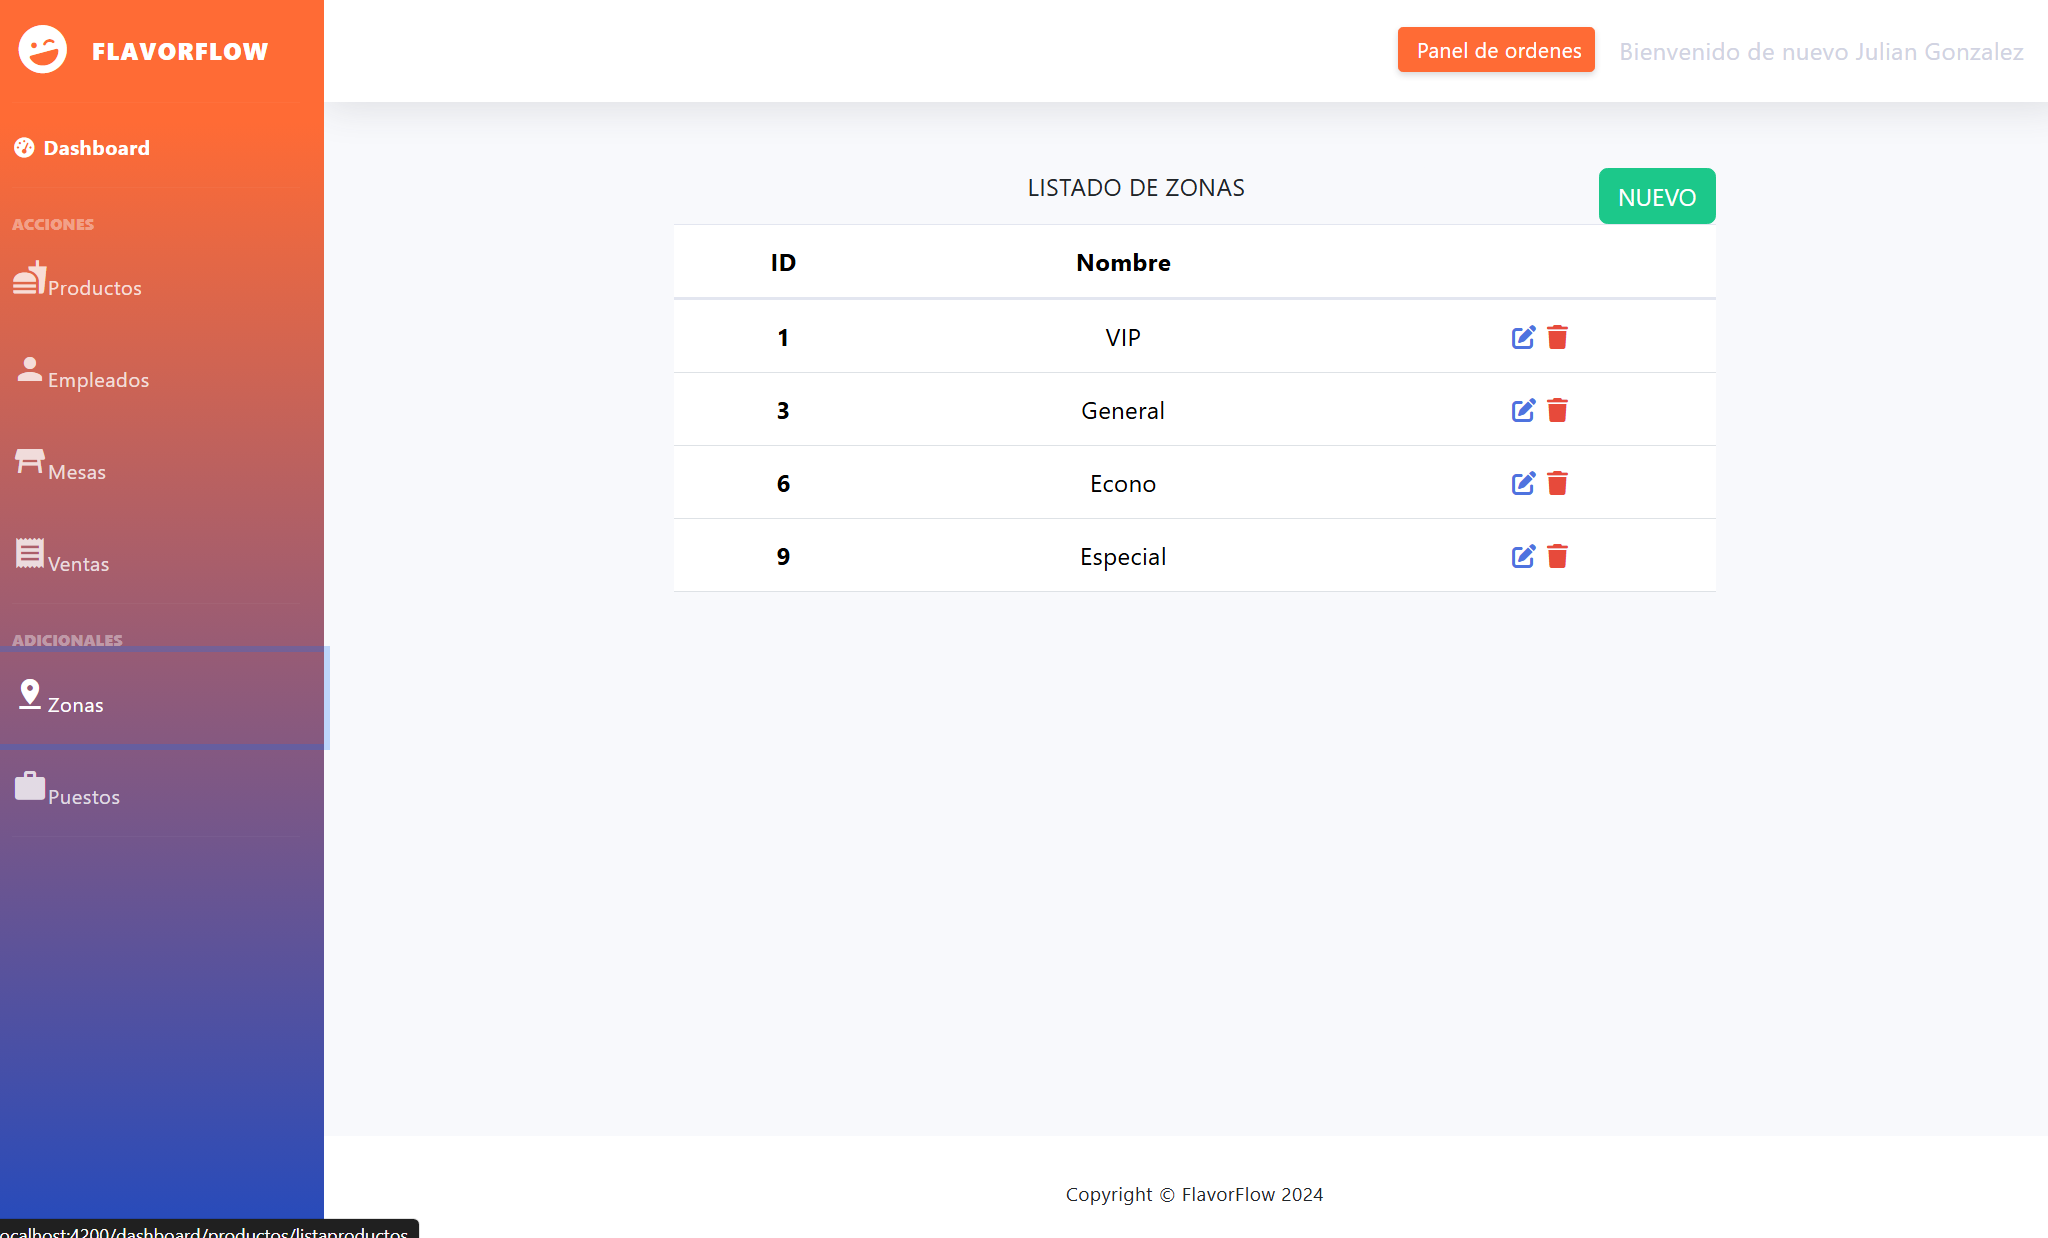 FLAVORFLOW
Panel de ordenes
Bienvenido de nuevo Julian Gonzalez
Dashboard
ACCIONES
Productos
Empleados
Mesas
Ventas
ADICIONALES
Zonas
Puestos
LISTADO DE ZONAS
NUEVO
ID Nombre
1 VIP
3 General
6 Econo
9 Especial
Copyright © FlavorFlow 2024
ocalhost:4200/dashboard/productos/listaproductos